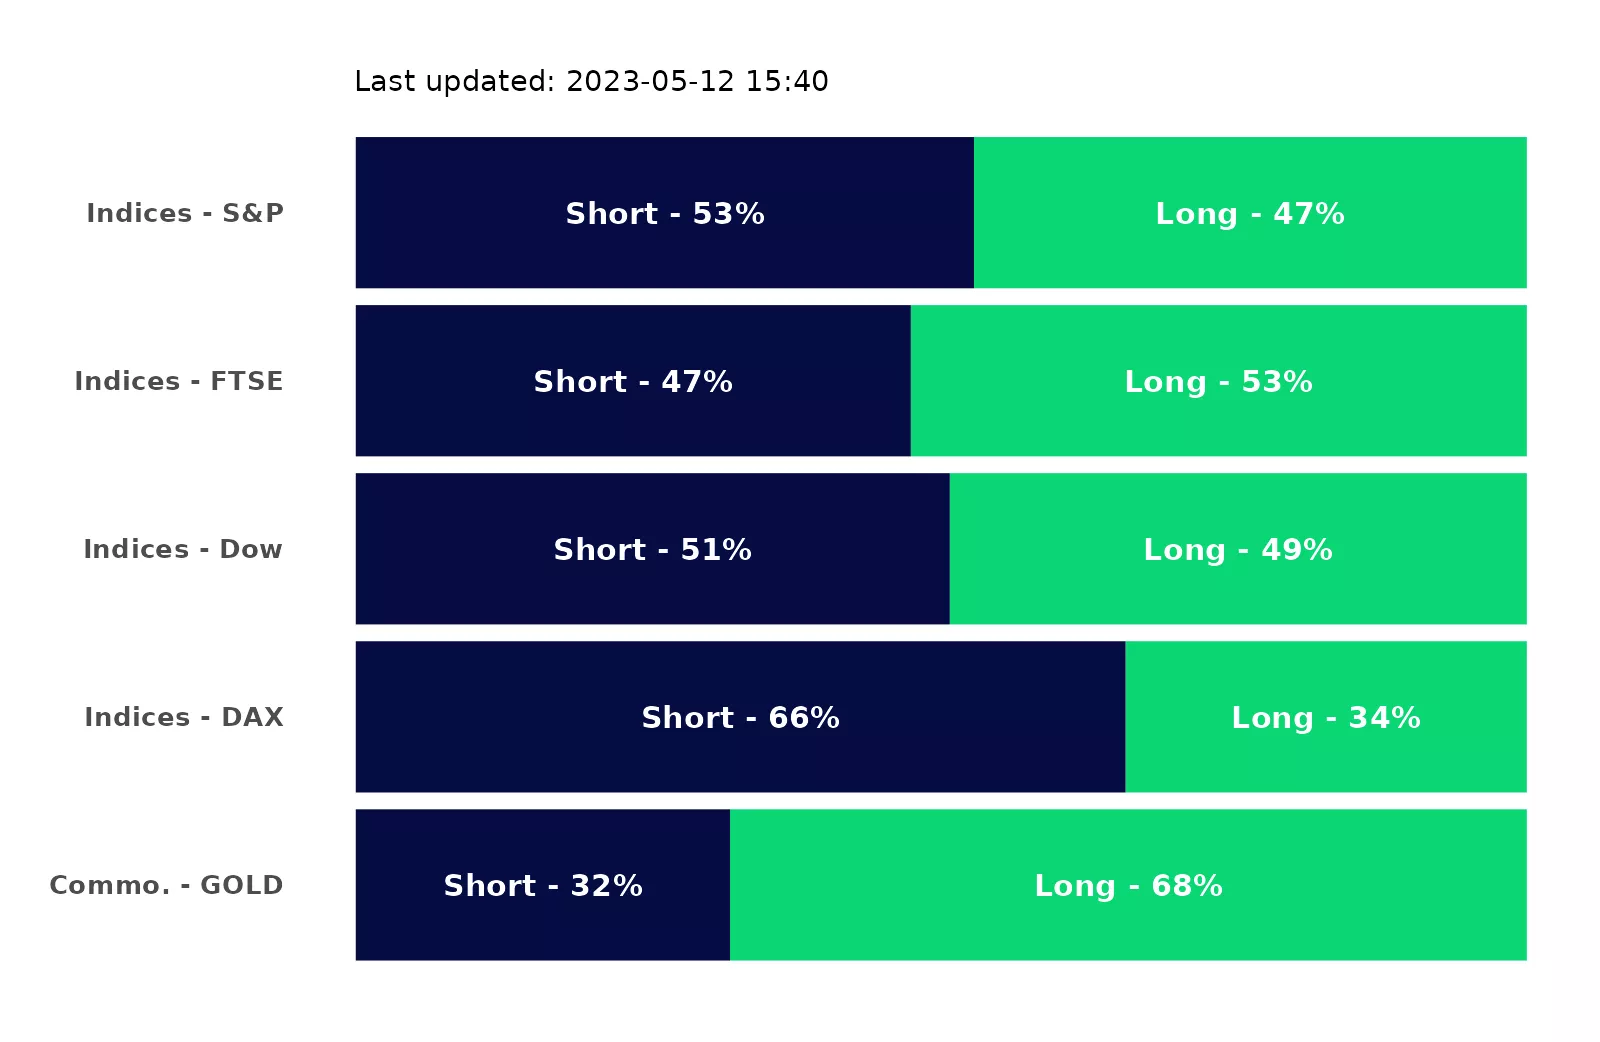 Last updated: 2023-05-12 15:40
Indices - S&P Short - 53% Long - 47%
Indices - FTSE Short - 47% Long - 53%
Indices - Dow Short - 51% Long - 49%
Indices - DAX Short - 66% Long - 34%
Commo. - GOLD Short - 32% Long - 68%